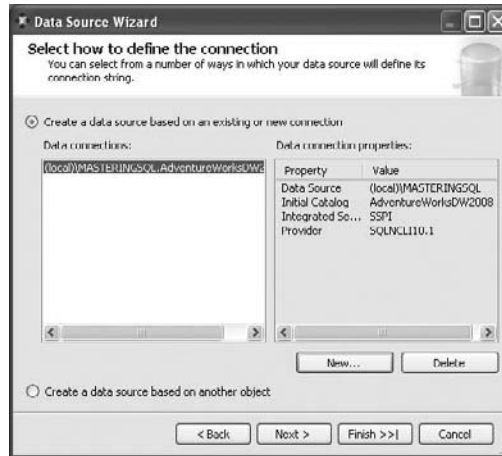 Data Source Wizard
Select how to define the connection
You can select from a number of ways in which your data source will define its
connection string.
Create a data source based on an existing or new connection
Data connections:
(local)\MASTERINGSQL.AdventureWorksDW2
Data connection properties:
Property Value
Data Source (local)\MASTERINGSQL
Initial Catalog AdventureWorksDW2008
Integrated Se... SSPI
Provider SQLNCLI10.1
New... Delete
Create a data source based on another object
< Back Next > Finish >>| Cancel